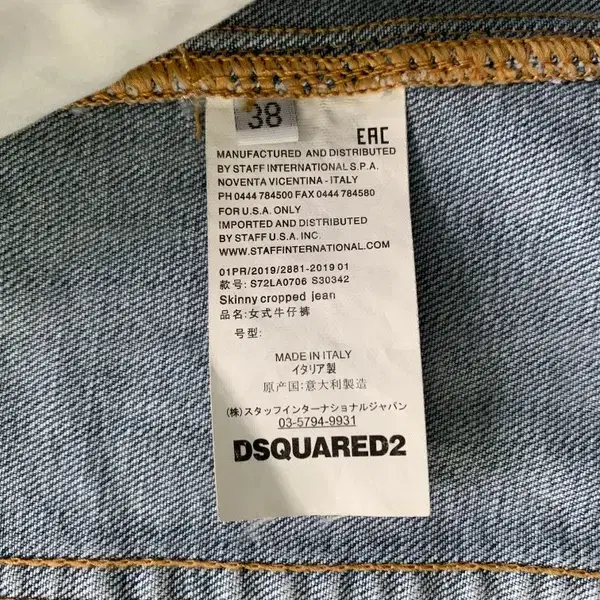 38
EAC
MANUFACTURED AND DISTRIBUTED
BY STAFF INTERNATIONAL S.P.A.
NOVENTA VICENTINA - ITALY
PH 0444 784500 FAX 0444 784580
FOR U.S.A. ONLY
IMPORTED AND DISTRIBUTED
BY STAFF U.S.A. INC.
WWW.STAFFINTERNATIONAL.COM
01PR/2019/2881-2019 01
款号: S72LA0706 S30342
Skinny cropped jean
品名:女式牛仔裤
号型:
MADE IN ITALY
イタリア製
原产国:意大利製造
(株)スタッフインターナショナルジャパン
03-5794-9931
DSQUARED2